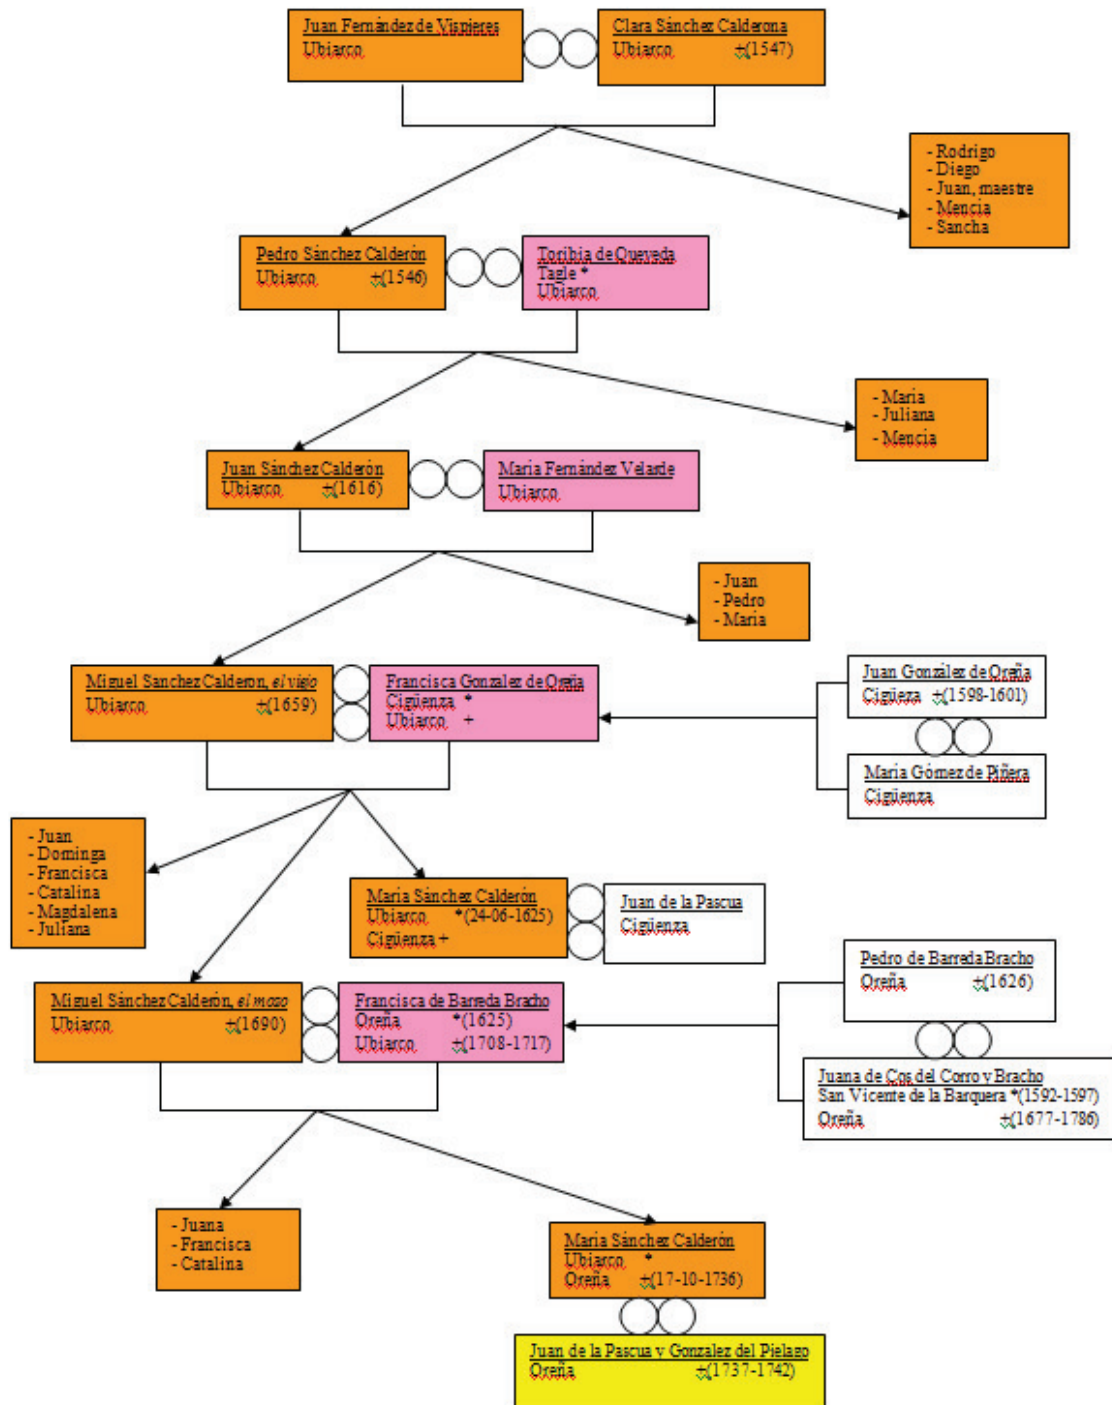 Juan Fernández de Vispieres
Ubiarco
Clara Sánchez Calderona
Ubiarco ±(1547)
- Rodrigo
- Diego
- Juan, maestre
- Mencia
- Sancha
Pedro Sánchez Calderón
Ubiarco ±(1546)
Toribia de Queveda
Tagle *
Ubiarco
- Maria
- Juliana
- Mencia
Juan Sánchez Calderón
Ubiarco ±(1616)
Maria Fernández Velarde
Ubiarco
- Juan
- Pedro
- Maria
Miguel Sanchez Calderon, el viejo
Ubiarco ±(1659)
Francisca Gonzalez de Oreña
Cigüenza *
Ubiarco +
Juan González de Oreña
Cigüeza ±(1598-1601)
Maria Gómez de Piñera
Cigüenza
- Juan
- Dominga
- Francisca
- Catalina
- Magdalena
- Juliana
Maria Sánchez Calderón
Ubiarco *(24-06-1625)
Cigüenza +
Juan de la Pascua
Cigüenza
Pedro de Barreda Bracho
Oreña ±(1626)
Miguel Sánchez Calderón, el mozo
Ubiarco ±(1690)
Francisca de Barreda Bracho
Oreña *(1625)
Ubiarco ±(1708-1717)
Juana de Cos del Corro y Bracho
San Vicente de la Barquera *(1592-1597)
Oreña ±(1677-1786)
- Juana
- Francisca
- Catalina
Maria Sánchez Calderón
Ubiarco *
Oreña ±(17-10-1736)
Juan de la Pascua y Gonzalez del Pielago
Oreña ±(1737-1742)